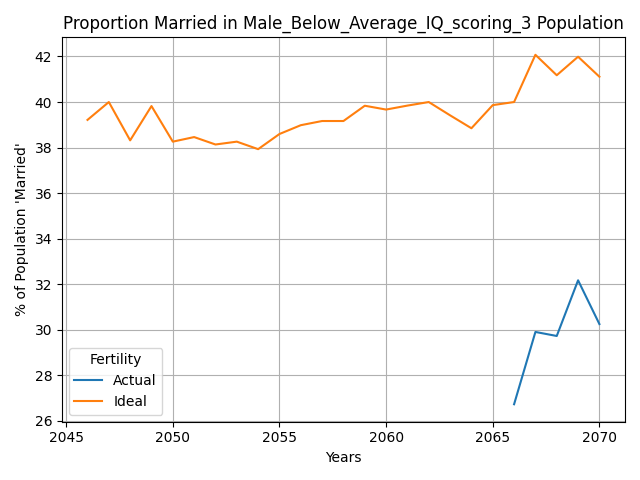 Proportion Married in Male_Below_Average_IQ_scoring_3 Population
% of Population 'Married'
42
40
38
36
34
32
30
28
26
Fertility
Actual
Ideal
2045 2050 2055 2060 2065 2070
Years